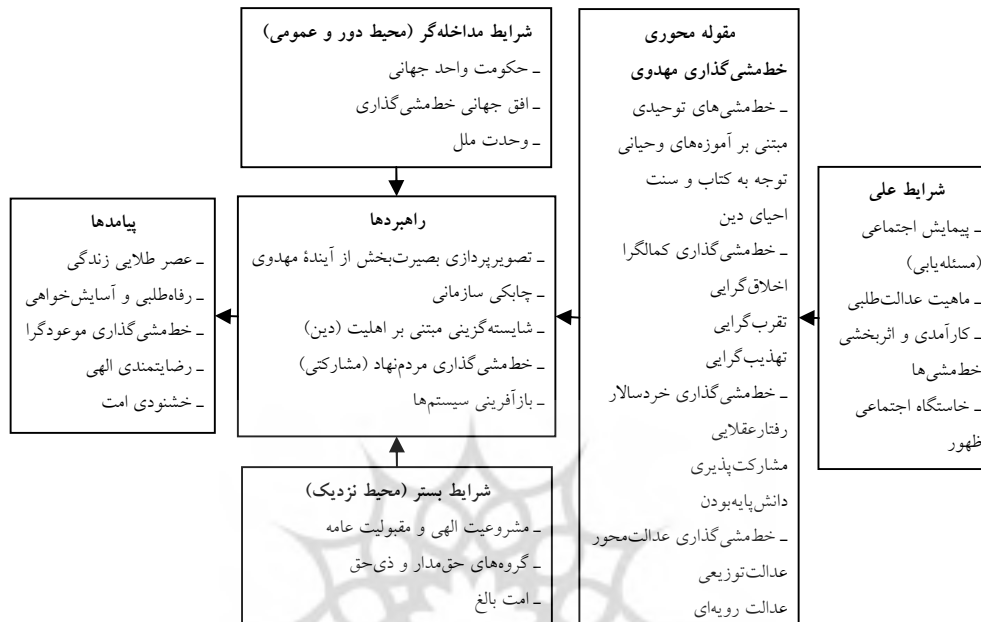 شرایط علی
ـ پیمایش اجتماعی
(مسئله‌یابی)
ـ ماهیت عدالت‌طلبی
ـ کارآمدی و اثربخشی
خط‌مشی‌ها
ـ خاستگاه اجتماعی
ظهور
مقوله محوری
خط‌مشی‌گذاری مهدوی
ـ خط‌مشی‌های توحیدی
مبتنی بر آموزه‌های وحیانی
توجه به کتاب و سنت
احیای دین
ـ خط‌مشی‌گذاری کمالگرا
اخلاق‌گرایی
تقرب‌گرایی
تهذیب‌گرایی
ـ خط‌مشی‌گذاری خردسالار
رفتارعقلایی
مشارکت‌پذیری
دانش‌پایه‌بودن
ـ خط‌مشی‌گذاری عدالت‌محور
عدالت‌توزیعی
عدالت رویه‌ای
شرایط مداخله‌گر (محیط دور و عمومی)
ـ حکومت واحد جهانی
ـ افق جهانی خط‌مشی‌گذاری
ـ وحدت ملل
راهبردها
ـ تصویرپردازی بصیرت‌بخش از آیندۀ مهدوی
ـ چابکی سازمانی
ـ شایسته‌گزینی مبتنی بر اهلیت (دین)
ـ خط‌مشی‌گذاری مردم‌نهاد (مشارکتی)
ـ بازآفرینی سیستم‌ها
شرایط بستر (محیط نزدیک)
ـ مشروعیت الهی و مقبولیت عامه
ـ گروه‌های حق‌مدار و ذی‌حق
ـ امت بالغ
پیامدها
ـ عصر طلایی زندگی
ـ رفاه‌طلبی و آسایش‌خواهی
ـ خط‌مشی‌گذاری موعودگرا
ـ رضایتمندی الهی
ـ خشنودی امت